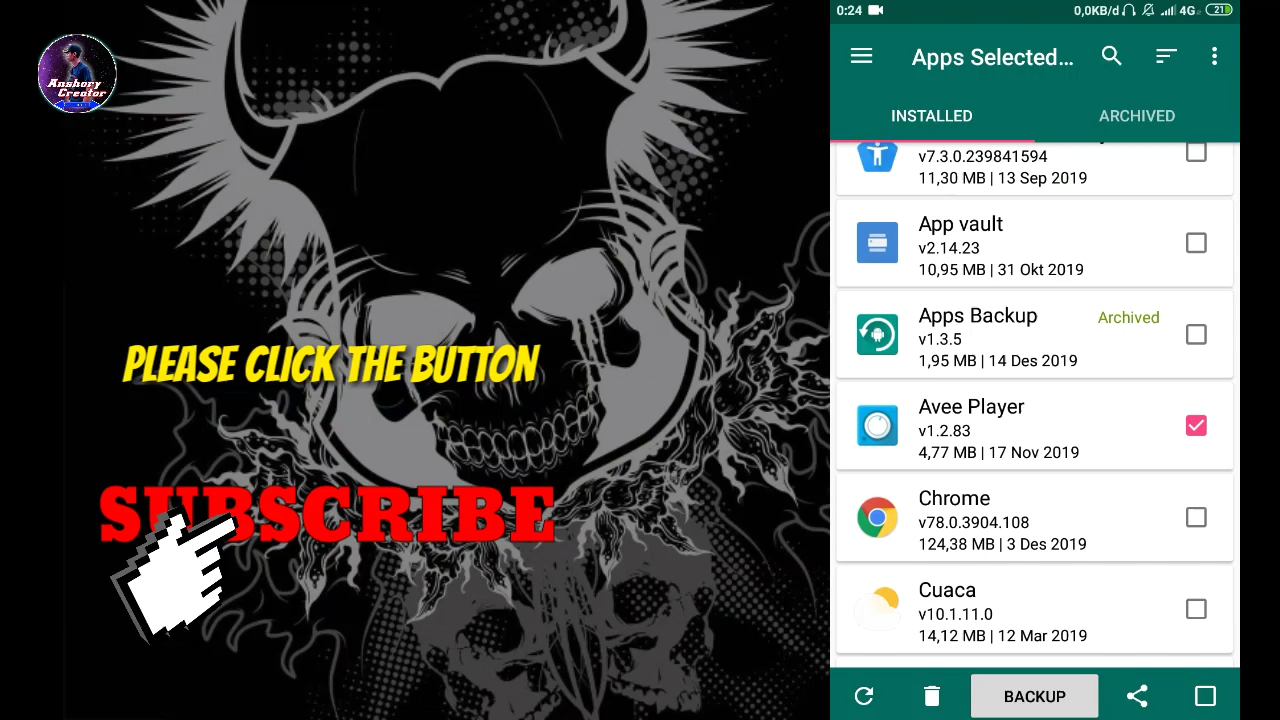 Anshory
Creator
PLEASE CLICK THE BUTTON
SUBSCRIBE
0:24
0,0KB/d
4G
21
Apps Selected...
INSTALLED
ARCHIVED
v7.3.0.239841594
11,30 MB | 13 Sep 2019
App vault
v2.14.23
10,95 MB | 31 Okt 2019
Apps Backup
Archived
v1.3.5
1,95 MB | 14 Des 2019
Avee Player
v1.2.83
4,77 MB | 17 Nov 2019
Chrome
v78.0.3904.108
124,38 MB | 3 Des 2019
Cuaca
v10.1.11.0
14,12 MB | 12 Mar 2019
BACKUP